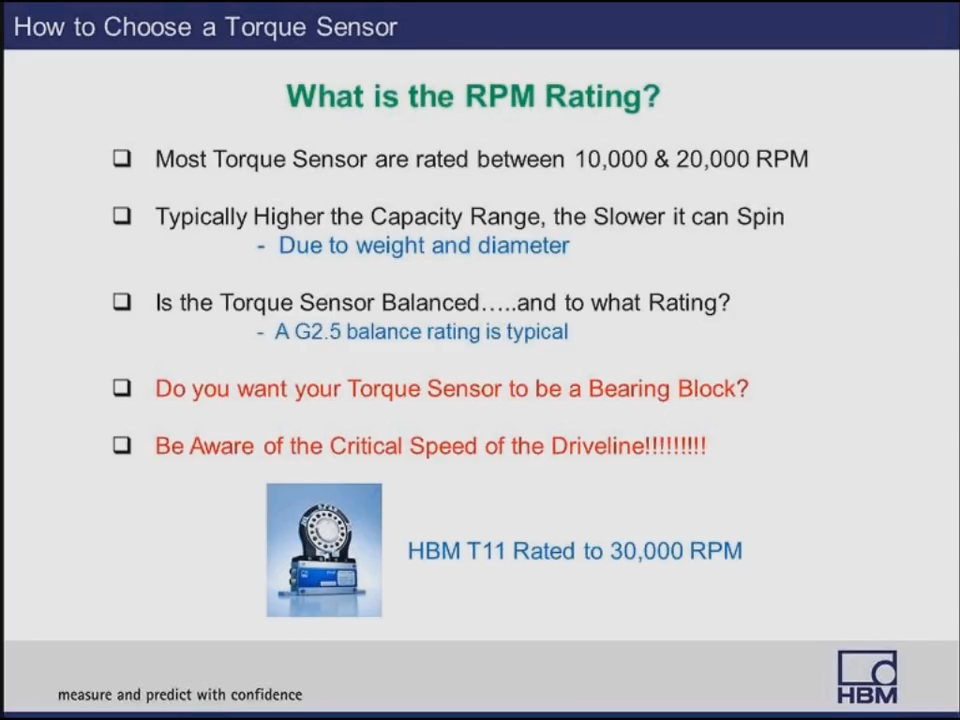 How to Choose a Torque Sensor
What is the RPM Rating?
Most Torque Sensor are rated between 10,000 & 20,000 RPM
Typically Higher the Capacity Range, the Slower it can Spin
- Due to weight and diameter
Is the Torque Sensor Balanced…..and to what Rating?
- A G2.5 balance rating is typical
Do you want your Torque Sensor to be a Bearing Block?
Be Aware of the Critical Speed of the Driveline!!!!!!!!!
HBM T11 Rated to 30,000 RPM
measure and predict with confidence
HBM